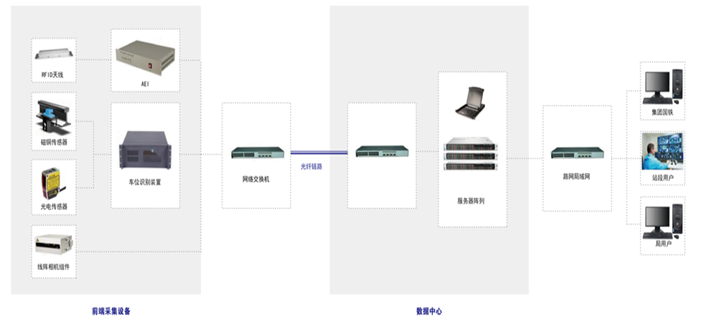 RFID天线
AEI
磁钢传感器
光电传感器
车位识别装置
线阵相机组件
网络交换机
光纤链路
服务器阵列
路网局域网
集团国铁
站段用户
局用户
前端采集设备
数据中心